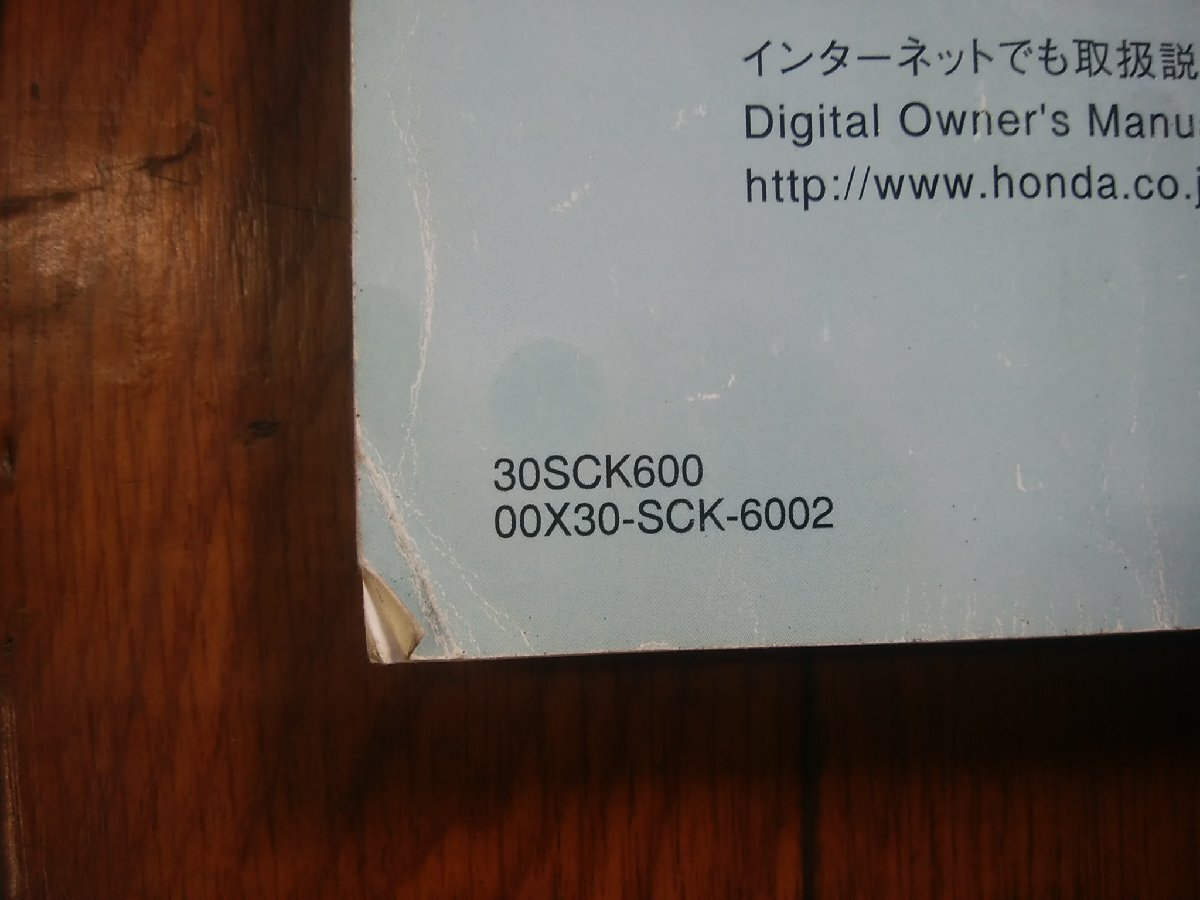 インターネットでも取扱説
Digital Owner's Manu
http://www.honda.co.j
30SCK600
00X30-SCK-6002